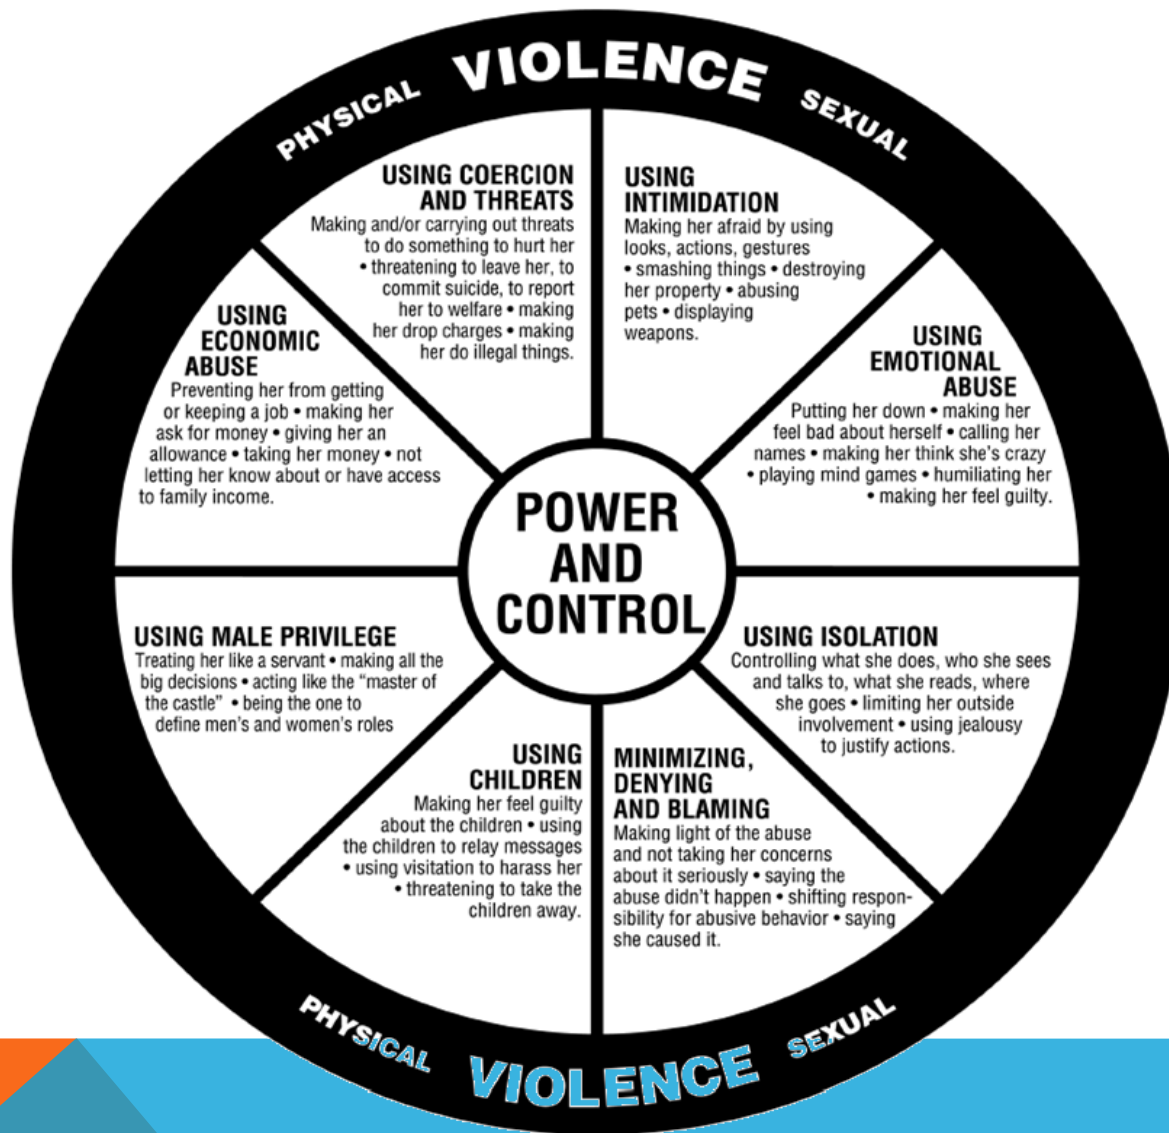 PHYSICAL VIOLENCE SEXUAL
USING COERCION
AND THREATS
Making and/or carrying out threats
to do something to hurt her
• threatening to leave her, to
commit suicide, to report
her to welfare • making
her drop charges • making
her do illegal things.
USING
INTIMIDATION
Making her afraid by using
looks, actions, gestures
• smashing things • destroying
her property • abusing
pets • displaying
weapons.
USING
ECONOMIC
ABUSE
Preventing her from getting
or keeping a job • making her
ask for money • giving her an
allowance • taking her money • not
letting her know about or have access
to family income.
USING
EMOTIONAL
ABUSE
Putting her down • making her
feel bad about herself • calling her
names • making her think she's crazy
• playing mind games • humiliating her
• making her feel guilty.
POWER
AND
CONTROL
USING MALE PRIVILEGE
Treating her like a servant • making all the
big decisions • acting like the “master of
the castle” • being the one to
define men’s and women’s roles
USING ISOLATION
Controlling what she does, who she sees
and talks to, what she reads, where
she goes • limiting her outside
involvement • using jealousy
to justify actions.
USING
CHILDREN
Making her feel guilty
about the children • using
the children to relay messages
• using visitation to harass her
• threatening to take the
children away.
MINIMIZING,
DENYING
AND BLAMING
Making light of the abuse
and not taking her concerns
about it seriously • saying the
abuse didn’t happen • shifting respon-
sibility for abusive behavior • saying
she caused it.
PHYSICAL VIOLENCE SEXUAL